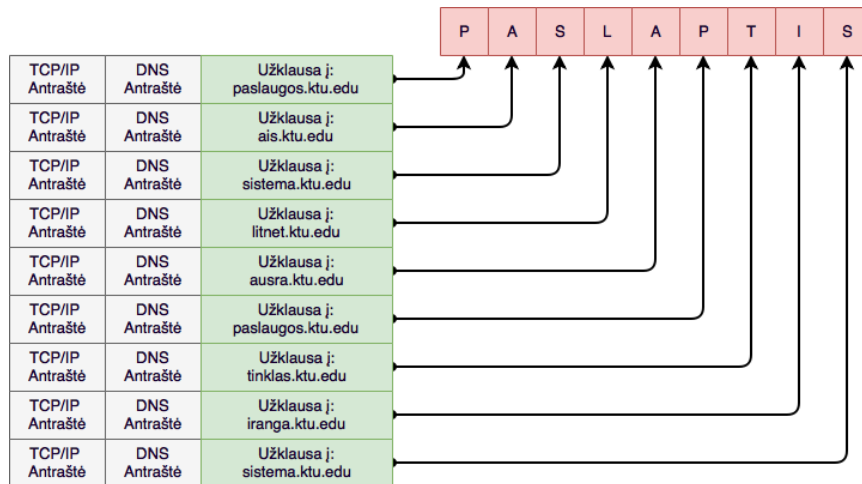 P A S L A P T I S
TCP/IP Antraštė DNS Antraštė Užklausa į: paslaugos.ktu.edu
TCP/IP Antraštė DNS Antraštė Užklausa į: ais.ktu.edu
TCP/IP Antraštė DNS Antraštė Užklausa į: sistema.ktu.edu
TCP/IP Antraštė DNS Antraštė Užklausa į: litnet.ktu.edu
TCP/IP Antraštė DNS Antraštė Užklausa į: ausra.ktu.edu
TCP/IP Antraštė DNS Antraštė Užklausa į: paslaugos.ktu.edu
TCP/IP Antraštė DNS Antraštė Užklausa į: tinklas.ktu.edu
TCP/IP Antraštė DNS Antraštė Užklausa į: iranga.ktu.edu
TCP/IP Antraštė DNS Antraštė Užklausa į: sistema.ktu.edu